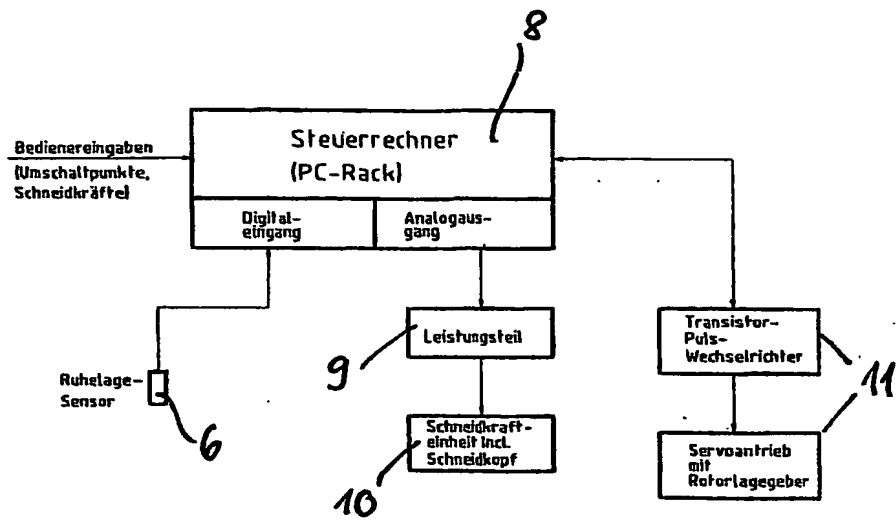 8
Steuerrechner
(PC-Rack)
Bedienereingaben
(Umschaltpunkte,
Schneidkräfte)
Digital-
eingang
Analogaus-
gang
Ruhelage-
Sensor
6
Leistungsteil
9
Schneidkraft-
einheit incl.
Schneidkopf
10
Transistor-
Puls-
Wechselrichter
11
Servoantrieb
mit
Rotorlagegeber